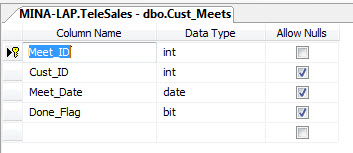 MINA-LAP.TeleSales - dbo.Cust_Meets
Column Name Data Type Allow Nulls
Meet_ID int
Cust_ID int
Meet_Date date
Done_Flag bit